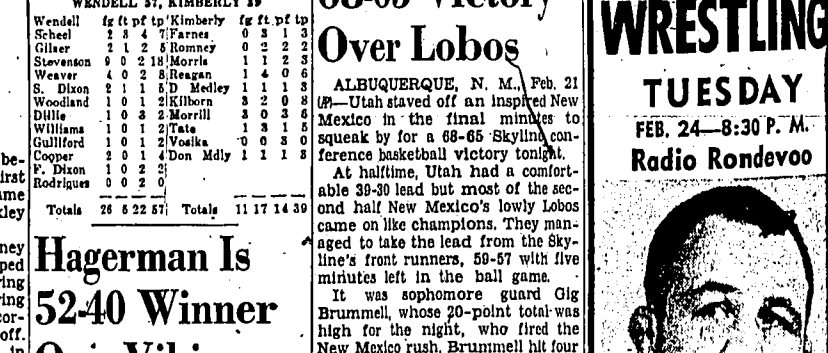 be-
irst
ame
kley
ney
ped
ring
ring
cor-
off.
in
WENDELL 57, KIMBERLY 39
Wendell fg ft pf tp Kimberly fg ft pf tp
Scheel 2 3 4 7 Farnes 0 3 1 3
Gilser 2 1 2 5 Romney 0 2 2 2
Stevenson 9 0 2 18 Morris 1 1 2 3
Weaver 4 0 2 8 Reagan 1 4 0 6
S. Dixon 2 1 1 5 D Medley 1 1 1 3
Woodland 1 0 1 2 Kilborn 3 2 0 8
Dille 1 0 3 2 Morrill 3 0 3 6
Williams 1 0 1 2 Tate 1 3 1 5
Gulliford 1 0 1 2 Vosika 0 0 3 0
Cooper 2 0 1 4 Don Mdly 1 1 1 3
F. Dixon 1 0 2 2
Rodrigues 0 0 2 0
Totals 26 5 22 57 Totals 11 17 14 39
Hagerman Is
52-40 Winner
68-65 Victory
Over Lobos
ALBUQUERQUE, N. M., Feb. 21
(AP)—Utah staved off an inspired New
Mexico in the final minutes to
squeak by for a 68-65 Skyline con-
ference basketball victory tonight.
At halftime, Utah had a comfort-
able 39-30 lead but most of the sec-
ond half New Mexico's lowly Lobos
came on like champions. They man-
aged to take the lead from the Sky-
line's front runners, 59-57 with five
minutes left in the ball game.
It was sophomore guard Gig
Brummell, whose 20-point total was
high for the night, who fired the
New Mexico rush. Brummell hit four
WRESTLING
TUESDAY
FEB. 24—8:30 P. M.
Radio Rondevoo